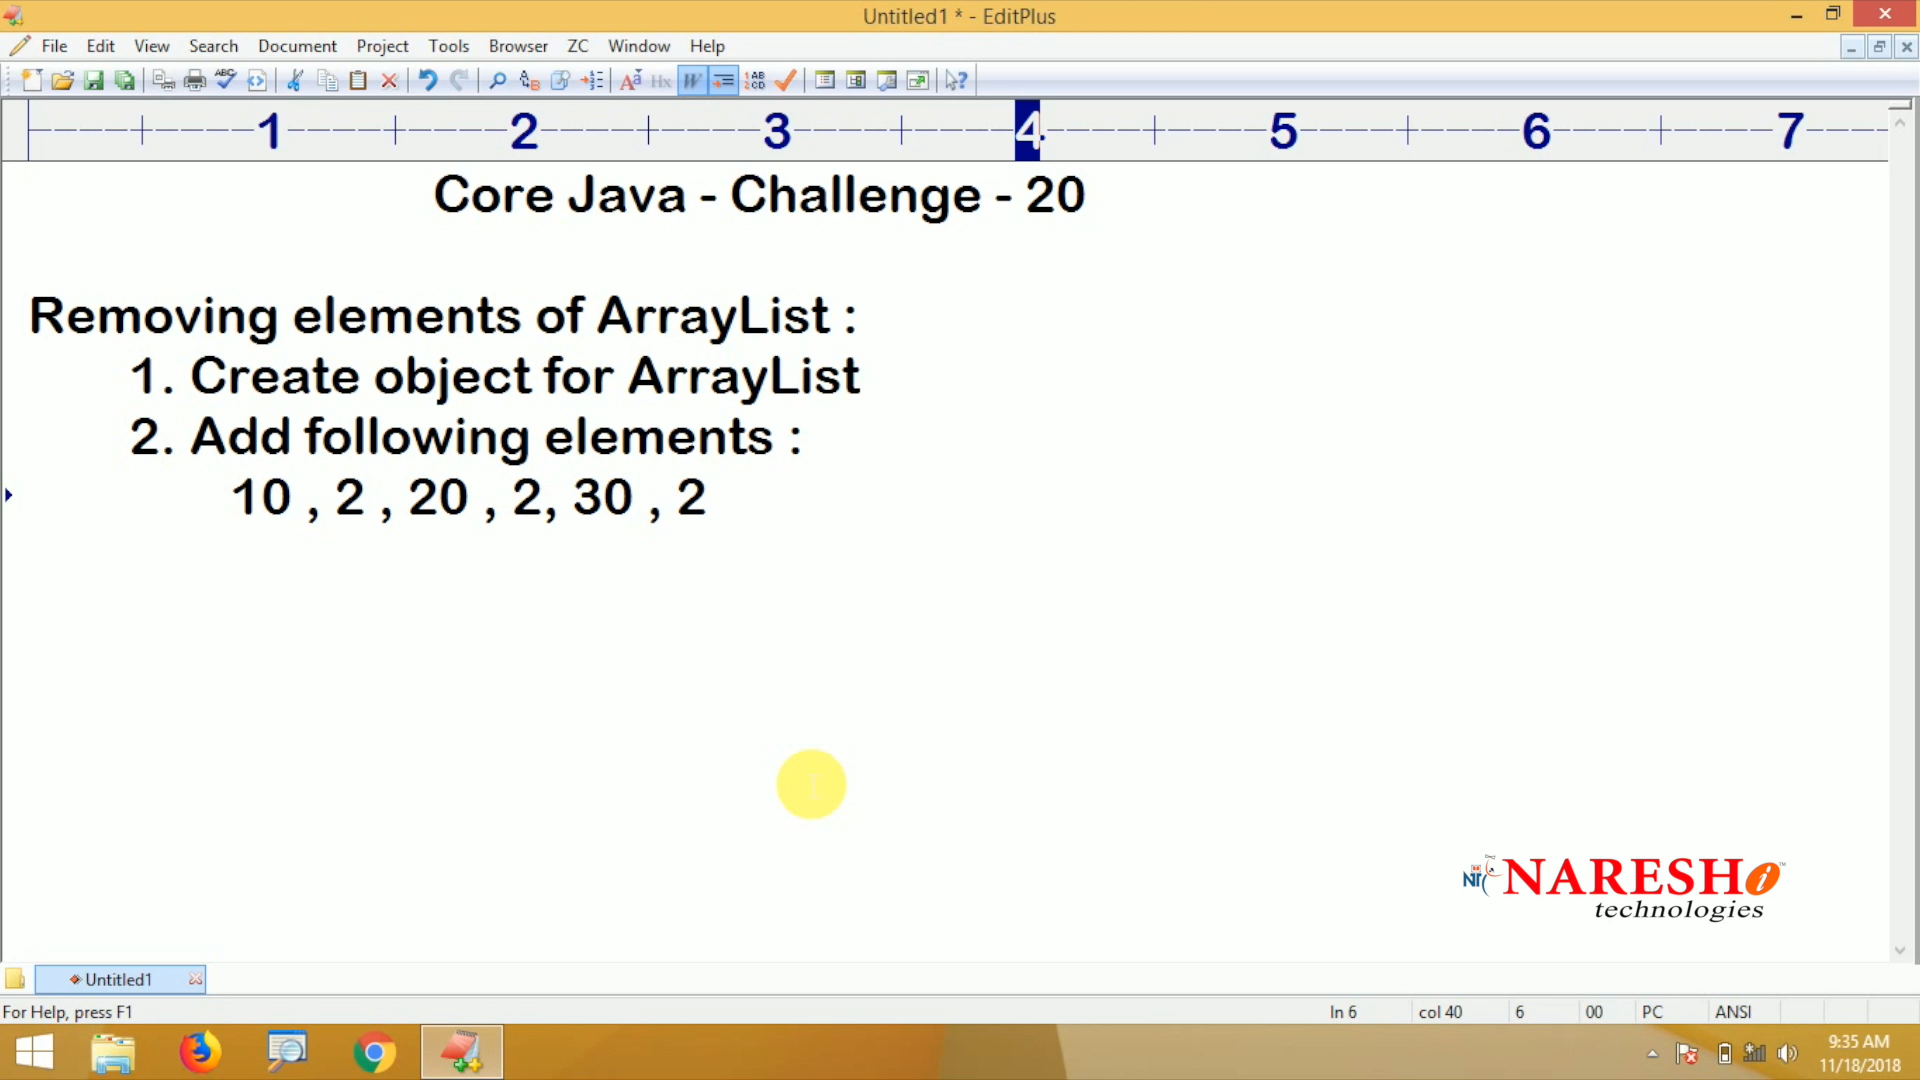 Untitled1 * - EditPlus
File Edit View Search Document Project Tools Browser ZC Window Help
1 2 3 4 5 6 7
Core Java - Challenge - 20
Removing elements of ArrayList :
1. Create object for ArrayList
2. Add following elements :
10 , 2 , 20 , 2, 30 , 2
NARESH i
technologies
Untitled1
For Help, press F1 ln 6 col 40 6 00 PC ANSI
9:35 AM
11/18/2018